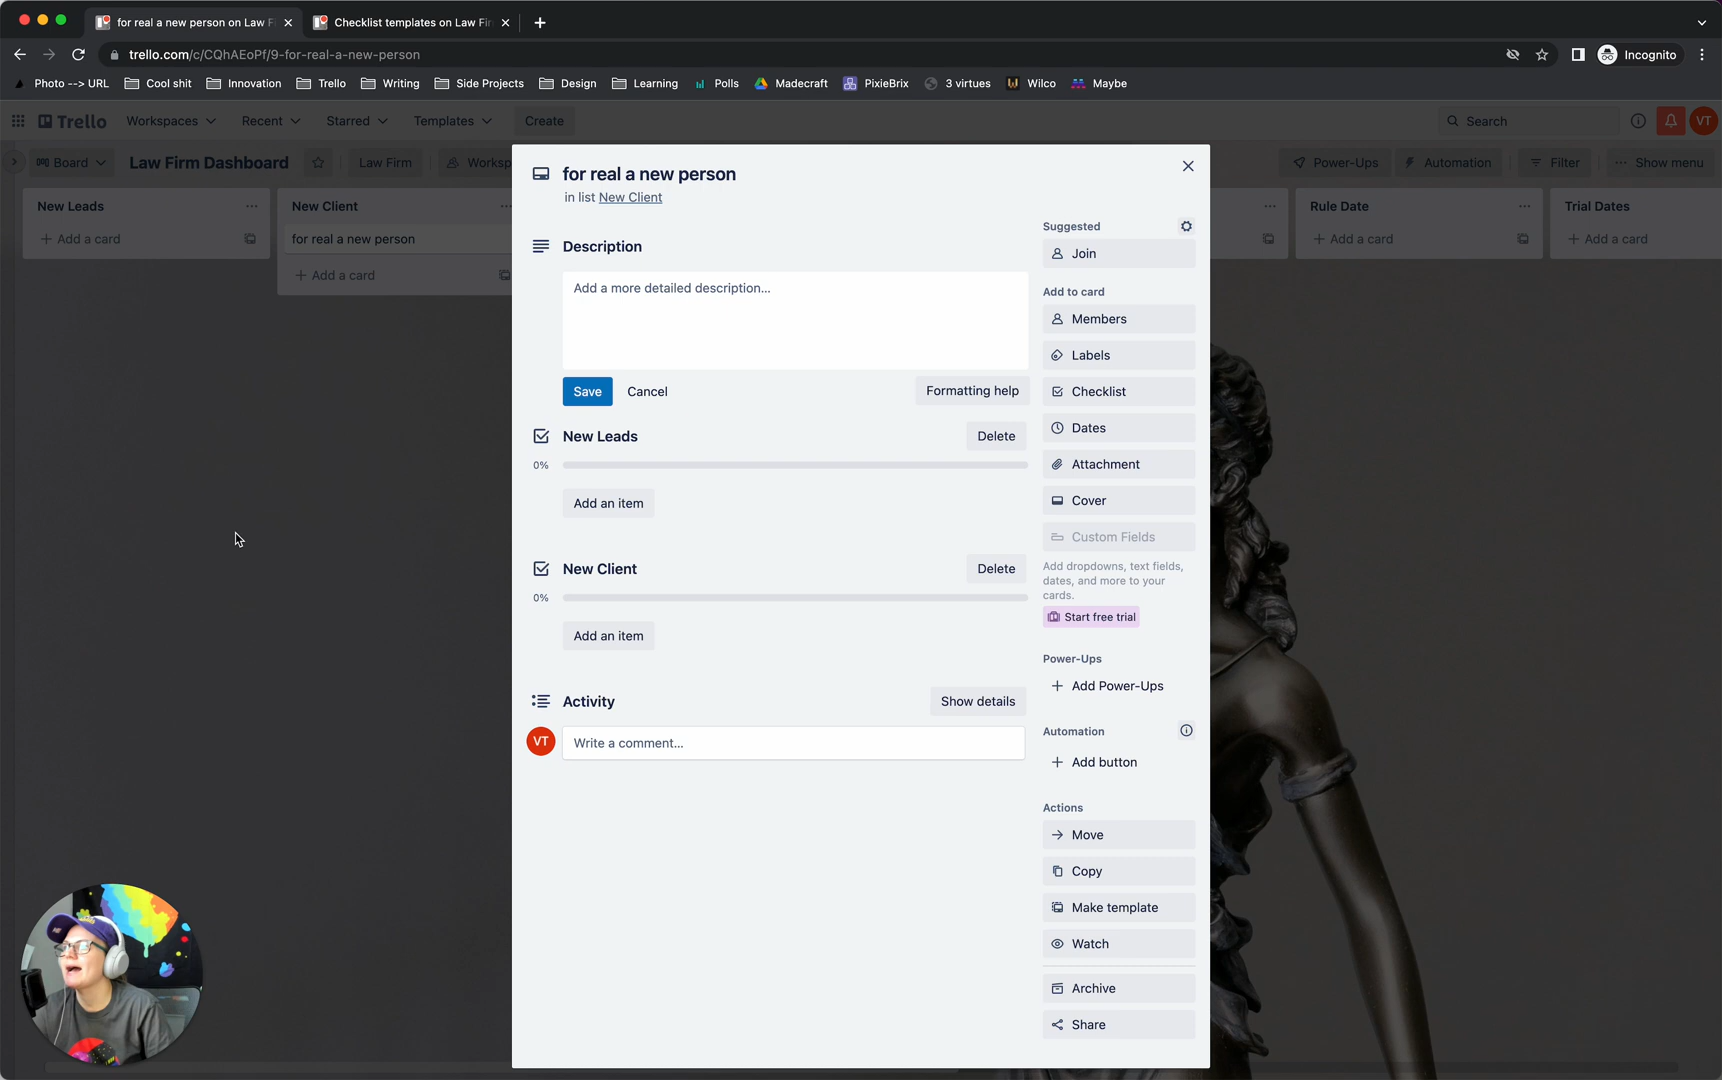 for real a new person on Law F
Checklist templates on Law Fir
trello.com/c/CQhAEoPf/9-for-real-a-new-person
Incognito
Photo --> URL
Cool shit
Innovation
Trello
Writing
Side Projects
Design
Learning
Polls
Madecraft
PixieBrix
3 virtues
Wilco
Maybe
Trello
Workspaces
Recent
Starred
Templates
Create
Search
VT
Board
Law Firm Dashboard
Law Firm
Worksp
Power-Ups
Automation
Filter
Show menu
New Leads
Add a card
New Client
for real a new person
Add a card
Rule Date
Add a card
Trial Dates
Add a card
for real a new person
in list New Client
Description
Add a more detailed description...
Save
Cancel
Formatting help
New Leads
Delete
0%
Add an item
New Client
Delete
0%
Add an item
Activity
Show details
VT
Write a comment...
Suggested
Join
Add to card
Members
Labels
Checklist
Dates
Attachment
Cover
Custom Fields
Add dropdowns, text fields,
dates, and more to your
cards.
Start free trial
Power-Ups
Add Power-Ups
Automation
Add button
Actions
Move
Copy
Make template
Watch
Archive
Share